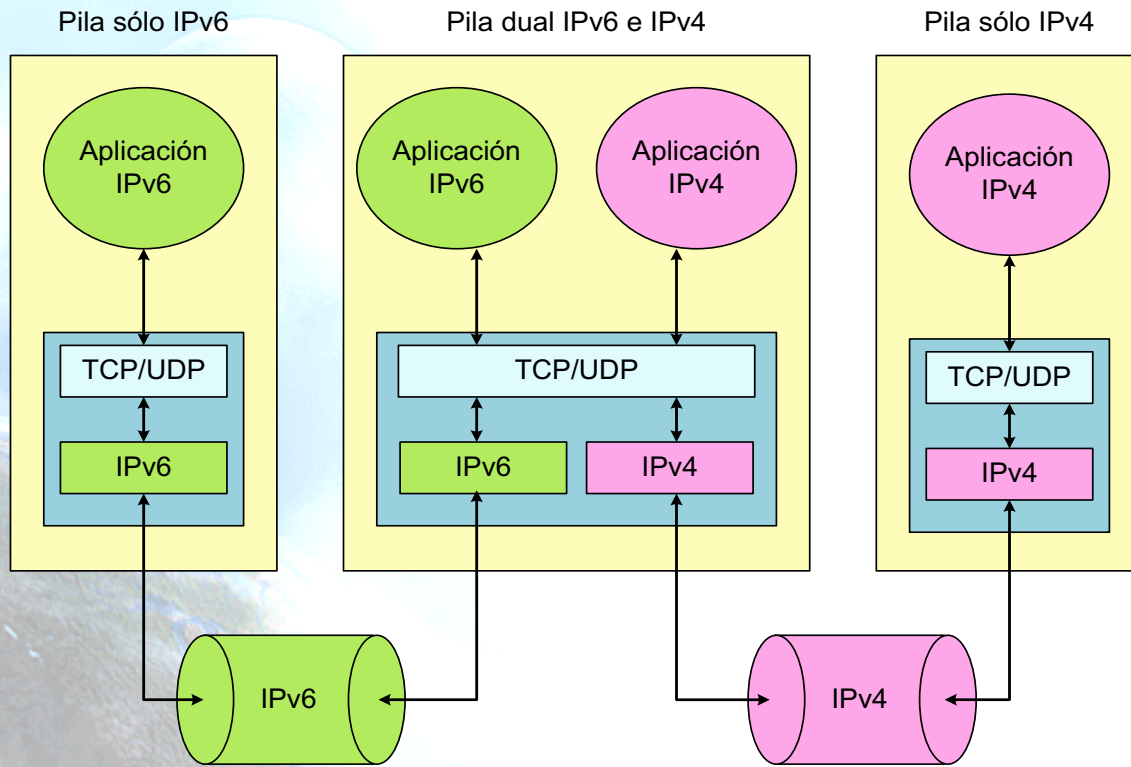 Pila sólo IPv6
Pila dual IPv6 e IPv4
Pila sólo IPv4
Aplicación
IPv6
Aplicación
IPv6
Aplicación
IPv4
Aplicación
IPv4
TCP/UDP
TCP/UDP
TCP/UDP
IPv6
IPv6
IPv4
IPv4
IPv6
IPv4